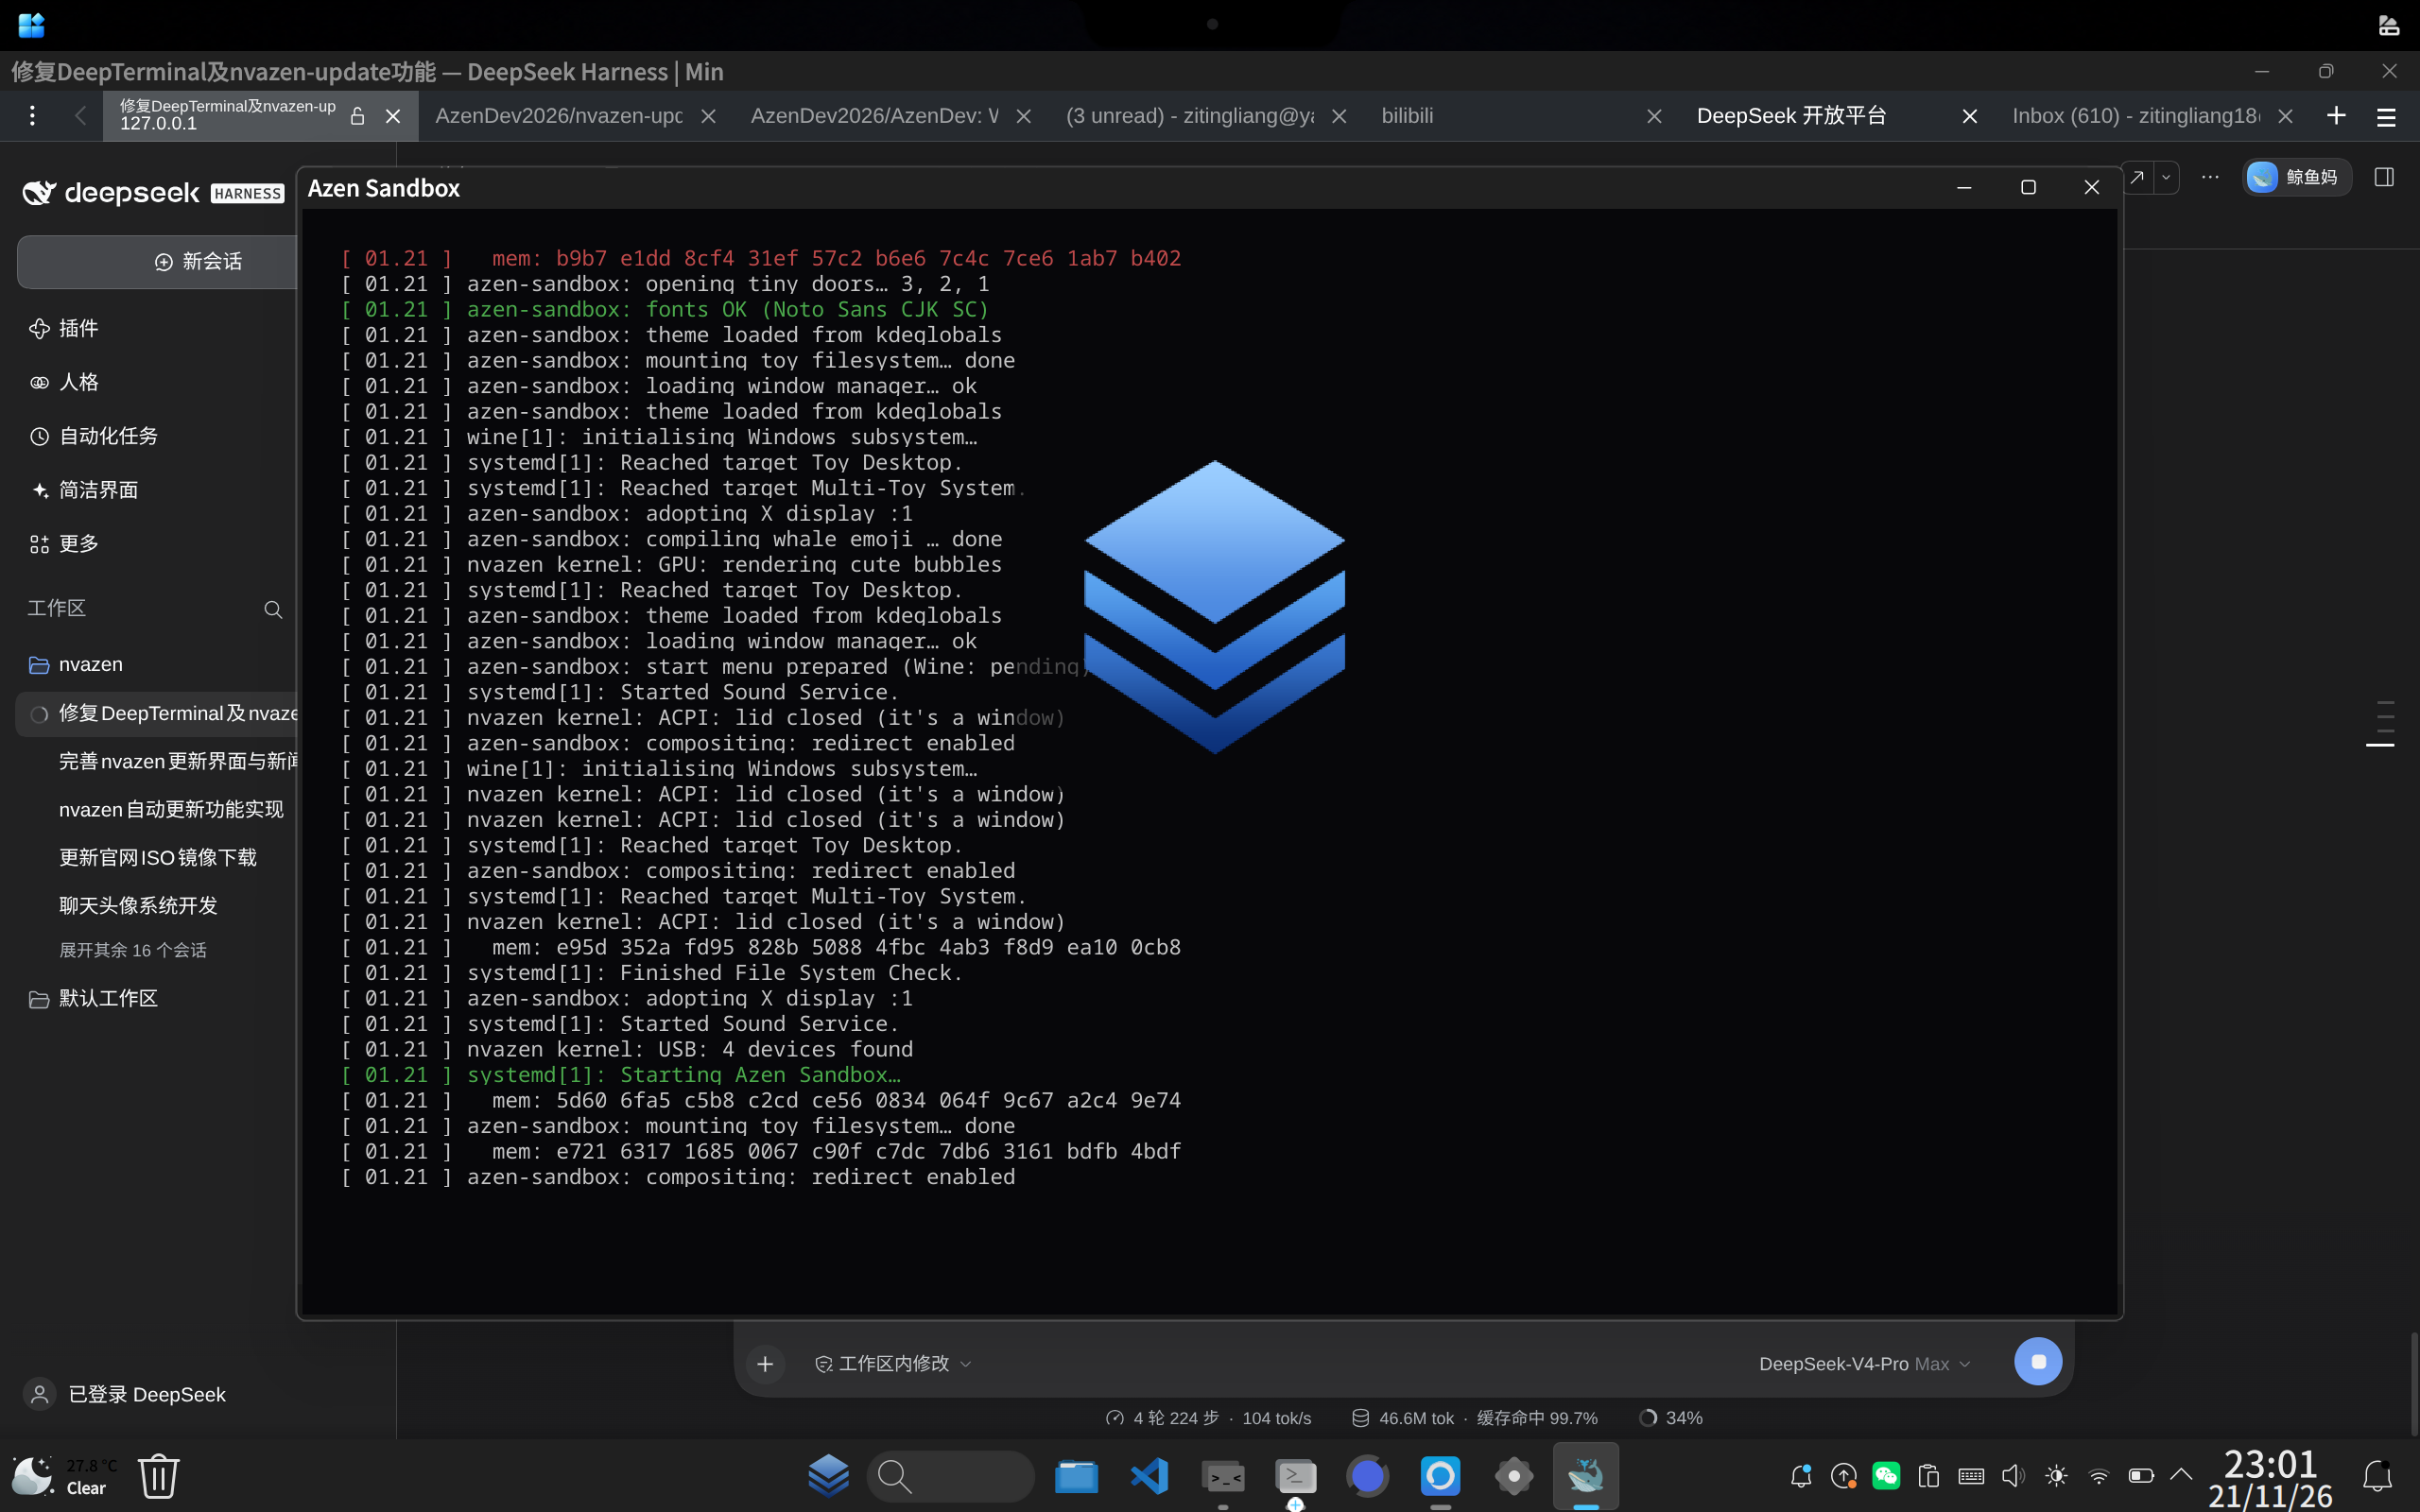 修复DeepTerminal及nvazen-update功能 — DeepSeek Harness | Min
修复DeepTerminal及nvazen-up
127.0.0.1
AzenDev2026/nvazen-upd
AzenDev2026/AzenDev: W
(3 unread) - zitingliang@ya
bilibili
DeepSeek 开放平台
Inbox (610) - zitingliang18
deepseek HARNESS
新会话
插件
人格
自动化任务
简洁界面
更多
工作区
nvazen
修复DeepTerminal及nvaze
完善nvazen更新界面与新闻
nvazen自动更新功能实现
更新官网ISO镜像下载
聊天头像系统开发
展开其余 16 个会话
默认工作区
已登录 DeepSeek
鲸鱼妈
Azen Sandbox
[ 01.21 ]   mem: b9b7 e1dd 8cf4 31ef 57c2 b6e6 7c4c 7ce6 1ab7 b402
[ 01.21 ] azen-sandbox: opening tiny doors… 3, 2, 1
[ 01.21 ] azen-sandbox: fonts OK (Noto Sans CJK SC)
[ 01.21 ] azen-sandbox: theme loaded from kdeglobals
[ 01.21 ] azen-sandbox: mounting toy filesystem… done
[ 01.21 ] azen-sandbox: loading window manager… ok
[ 01.21 ] azen-sandbox: theme loaded from kdeglobals
[ 01.21 ] wine[1]: initialising Windows subsystem…
[ 01.21 ] systemd[1]: Reached target Toy Desktop.
[ 01.21 ] systemd[1]: Reached target Multi-Toy System.
[ 01.21 ] azen-sandbox: adopting X display :1
[ 01.21 ] azen-sandbox: compiling whale emoji … done
[ 01.21 ] nvazen kernel: GPU: rendering cute bubbles
[ 01.21 ] systemd[1]: Reached target Toy Desktop.
[ 01.21 ] azen-sandbox: theme loaded from kdeglobals
[ 01.21 ] azen-sandbox: loading window manager… ok
[ 01.21 ] azen-sandbox: start menu prepared (Wine: pending)
[ 01.21 ] systemd[1]: Started Sound Service.
[ 01.21 ] nvazen kernel: ACPI: lid closed (it's a window)
[ 01.21 ] azen-sandbox: compositing: redirect enabled
[ 01.21 ] wine[1]: initialising Windows subsystem…
[ 01.21 ] nvazen kernel: ACPI: lid closed (it's a window)
[ 01.21 ] nvazen kernel: ACPI: lid closed (it's a window)
[ 01.21 ] systemd[1]: Reached target Toy Desktop.
[ 01.21 ] azen-sandbox: compositing: redirect enabled
[ 01.21 ] systemd[1]: Reached target Multi-Toy System.
[ 01.21 ] nvazen kernel: ACPI: lid closed (it's a window)
[ 01.21 ]   mem: e95d 352a fd95 828b 5088 4fbc 4ab3 f8d9 ea10 0cb8
[ 01.21 ] systemd[1]: Finished File System Check.
[ 01.21 ] azen-sandbox: adopting X display :1
[ 01.21 ] systemd[1]: Started Sound Service.
[ 01.21 ] nvazen kernel: USB: 4 devices found
[ 01.21 ] systemd[1]: Starting Azen Sandbox…
[ 01.21 ]   mem: 5d60 6fa5 c5b8 c2cd ce56 0834 064f 9c67 a2c4 9e74
[ 01.21 ] azen-sandbox: mounting toy filesystem… done
[ 01.21 ]   mem: e721 6317 1685 0067 c90f c7dc 7db6 3161 bdfb 4bdf
[ 01.21 ] azen-sandbox: compositing: redirect enabled
工作区内修改
DeepSeek-V4-Pro Max
4 轮 224 步 · 104 tok/s
46.6M tok · 缓存命中 99.7%
34%
27.8 °C
Clear
23:01
21/11/26